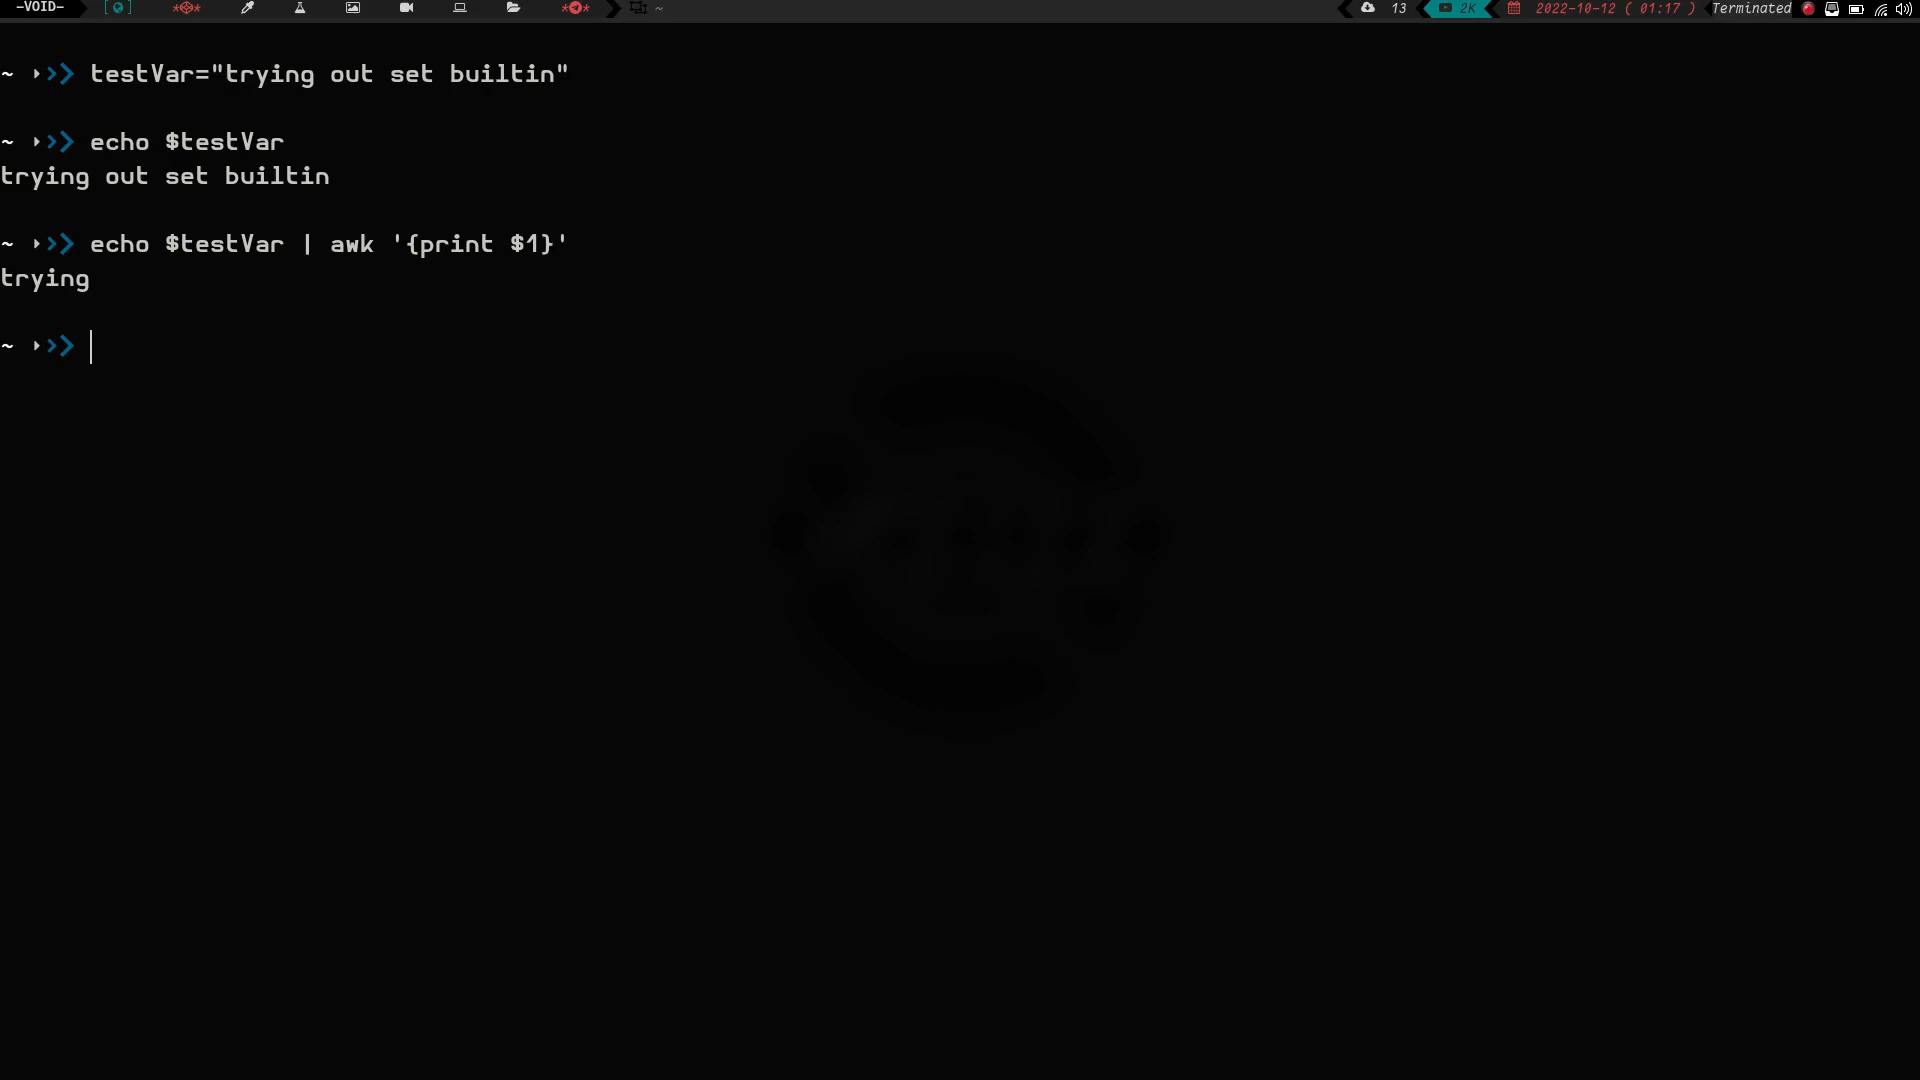 —VOID— [ ] ** ** ~ 13 2K 2022-10-12 ( 01:17 ) Terminated
~ testVar="trying out set builtin"
~ echo $testVar
trying out set builtin
~ echo $testVar | awk '{print $1}'
trying
~